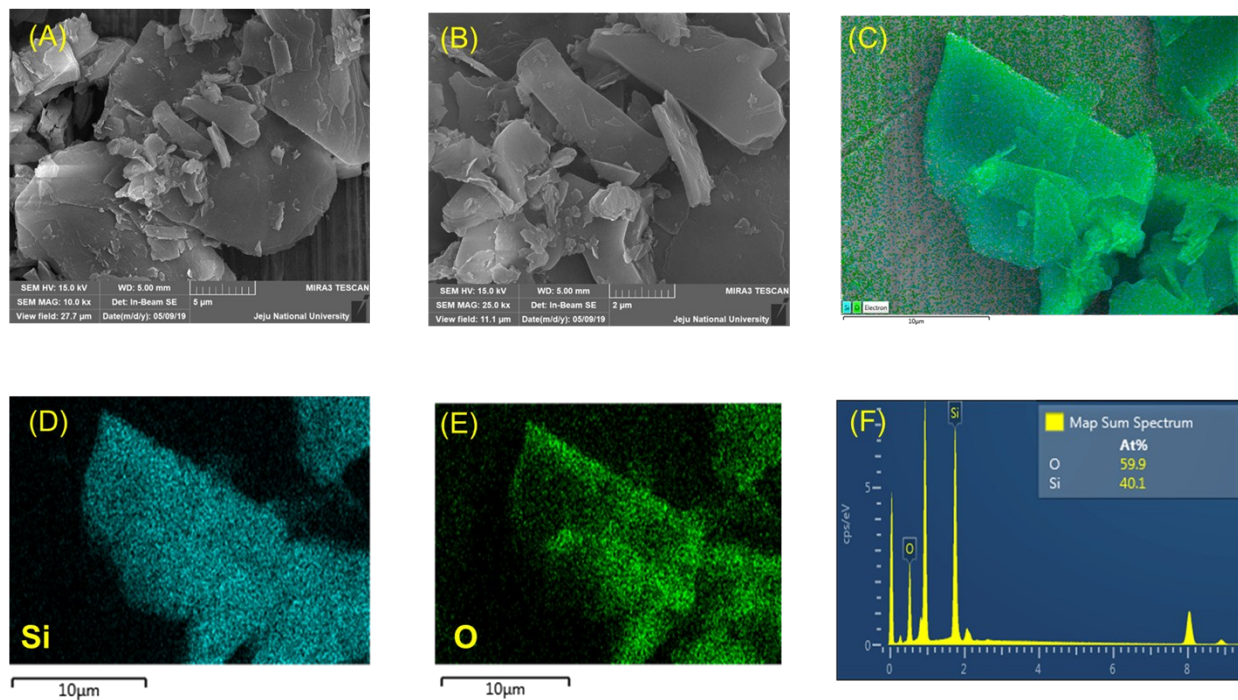 (A)
SEM HV: 15.0 kV WD: 5.00 mm MIRA3 TESCAN
SEM MAG: 10.0 kx Det: In-Beam SE 5 µm
View field: 27.7 µm Date(m/d/y): 05/09/19 Jeju National University
(B)
SEM HV: 15.0 kV WD: 5.00 mm MIRA3 TESCAN
SEM MAG: 25.0 kx Det: In-Beam SE 2 µm
View field: 11.1 µm Date(m/d/y): 05/09/19 Jeju National University
(C)
Si O Electron
10µm
(D)
Si
10µm
(E)
O
10µm
(F)
Si
Map Sum Spectrum
At%
O 59.9
Si 40.1
5
cps/eV
O
0
0 2 4 6 8